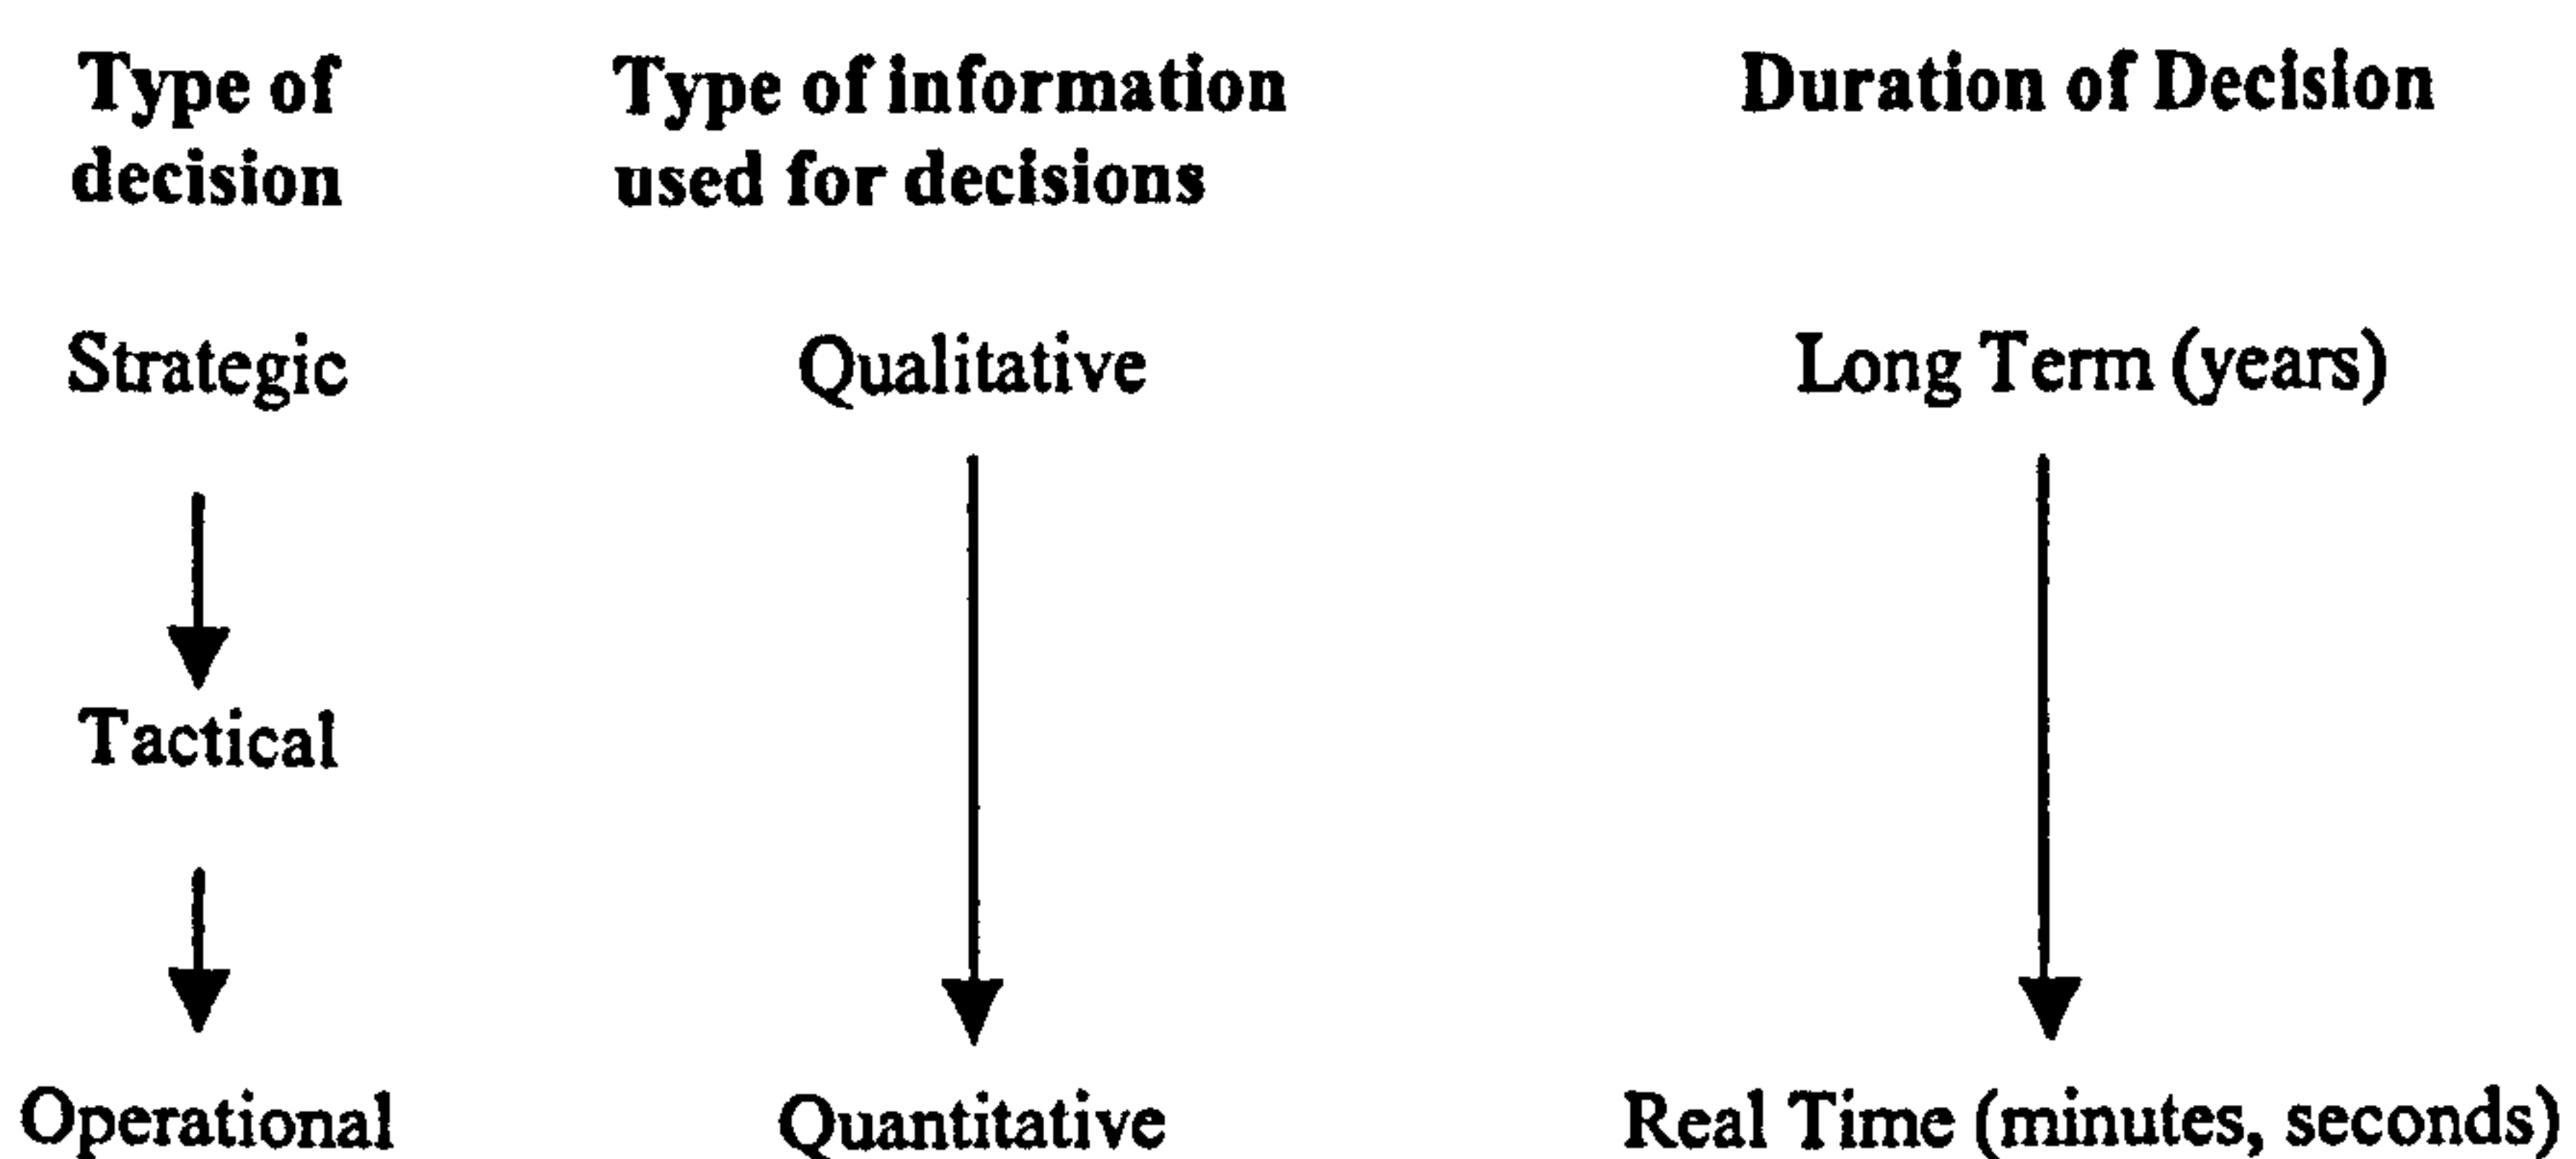 Type of decision
Type of information used for decisions
Duration of Decision
Strategic
Qualitative
Long Term (years)
Tactical
Operational
Quantitative
Real Time (minutes, seconds)